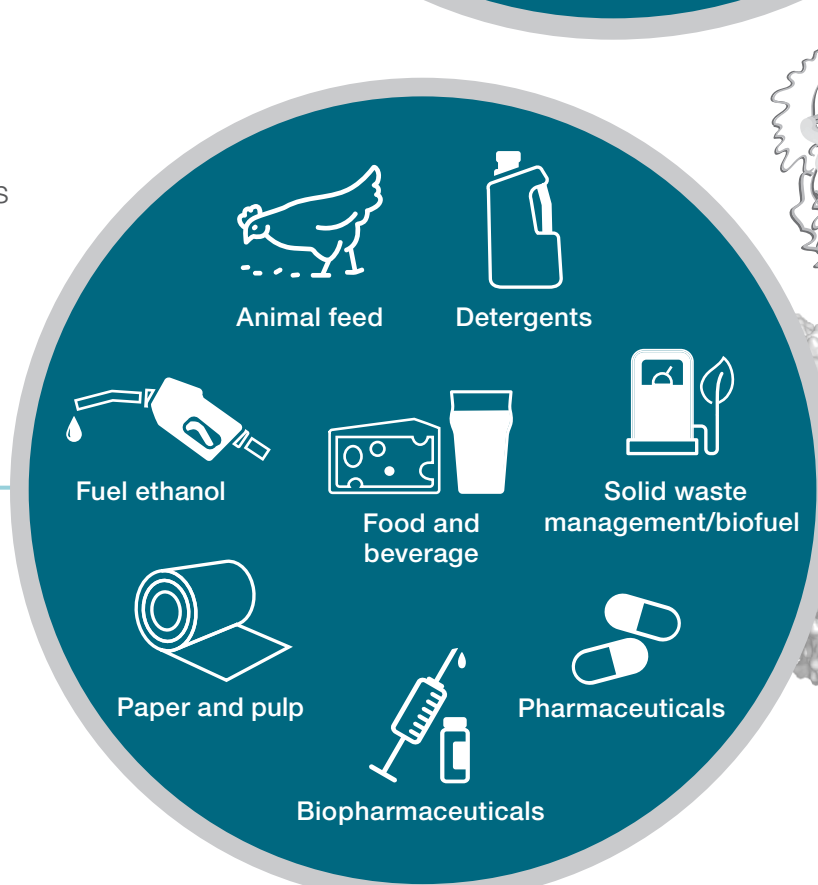 s
Animal feed
Detergents
Fuel ethanol
Food and
beverage
Solid waste
management/biofuel
Paper and pulp
Pharmaceuticals
Biopharmaceuticals